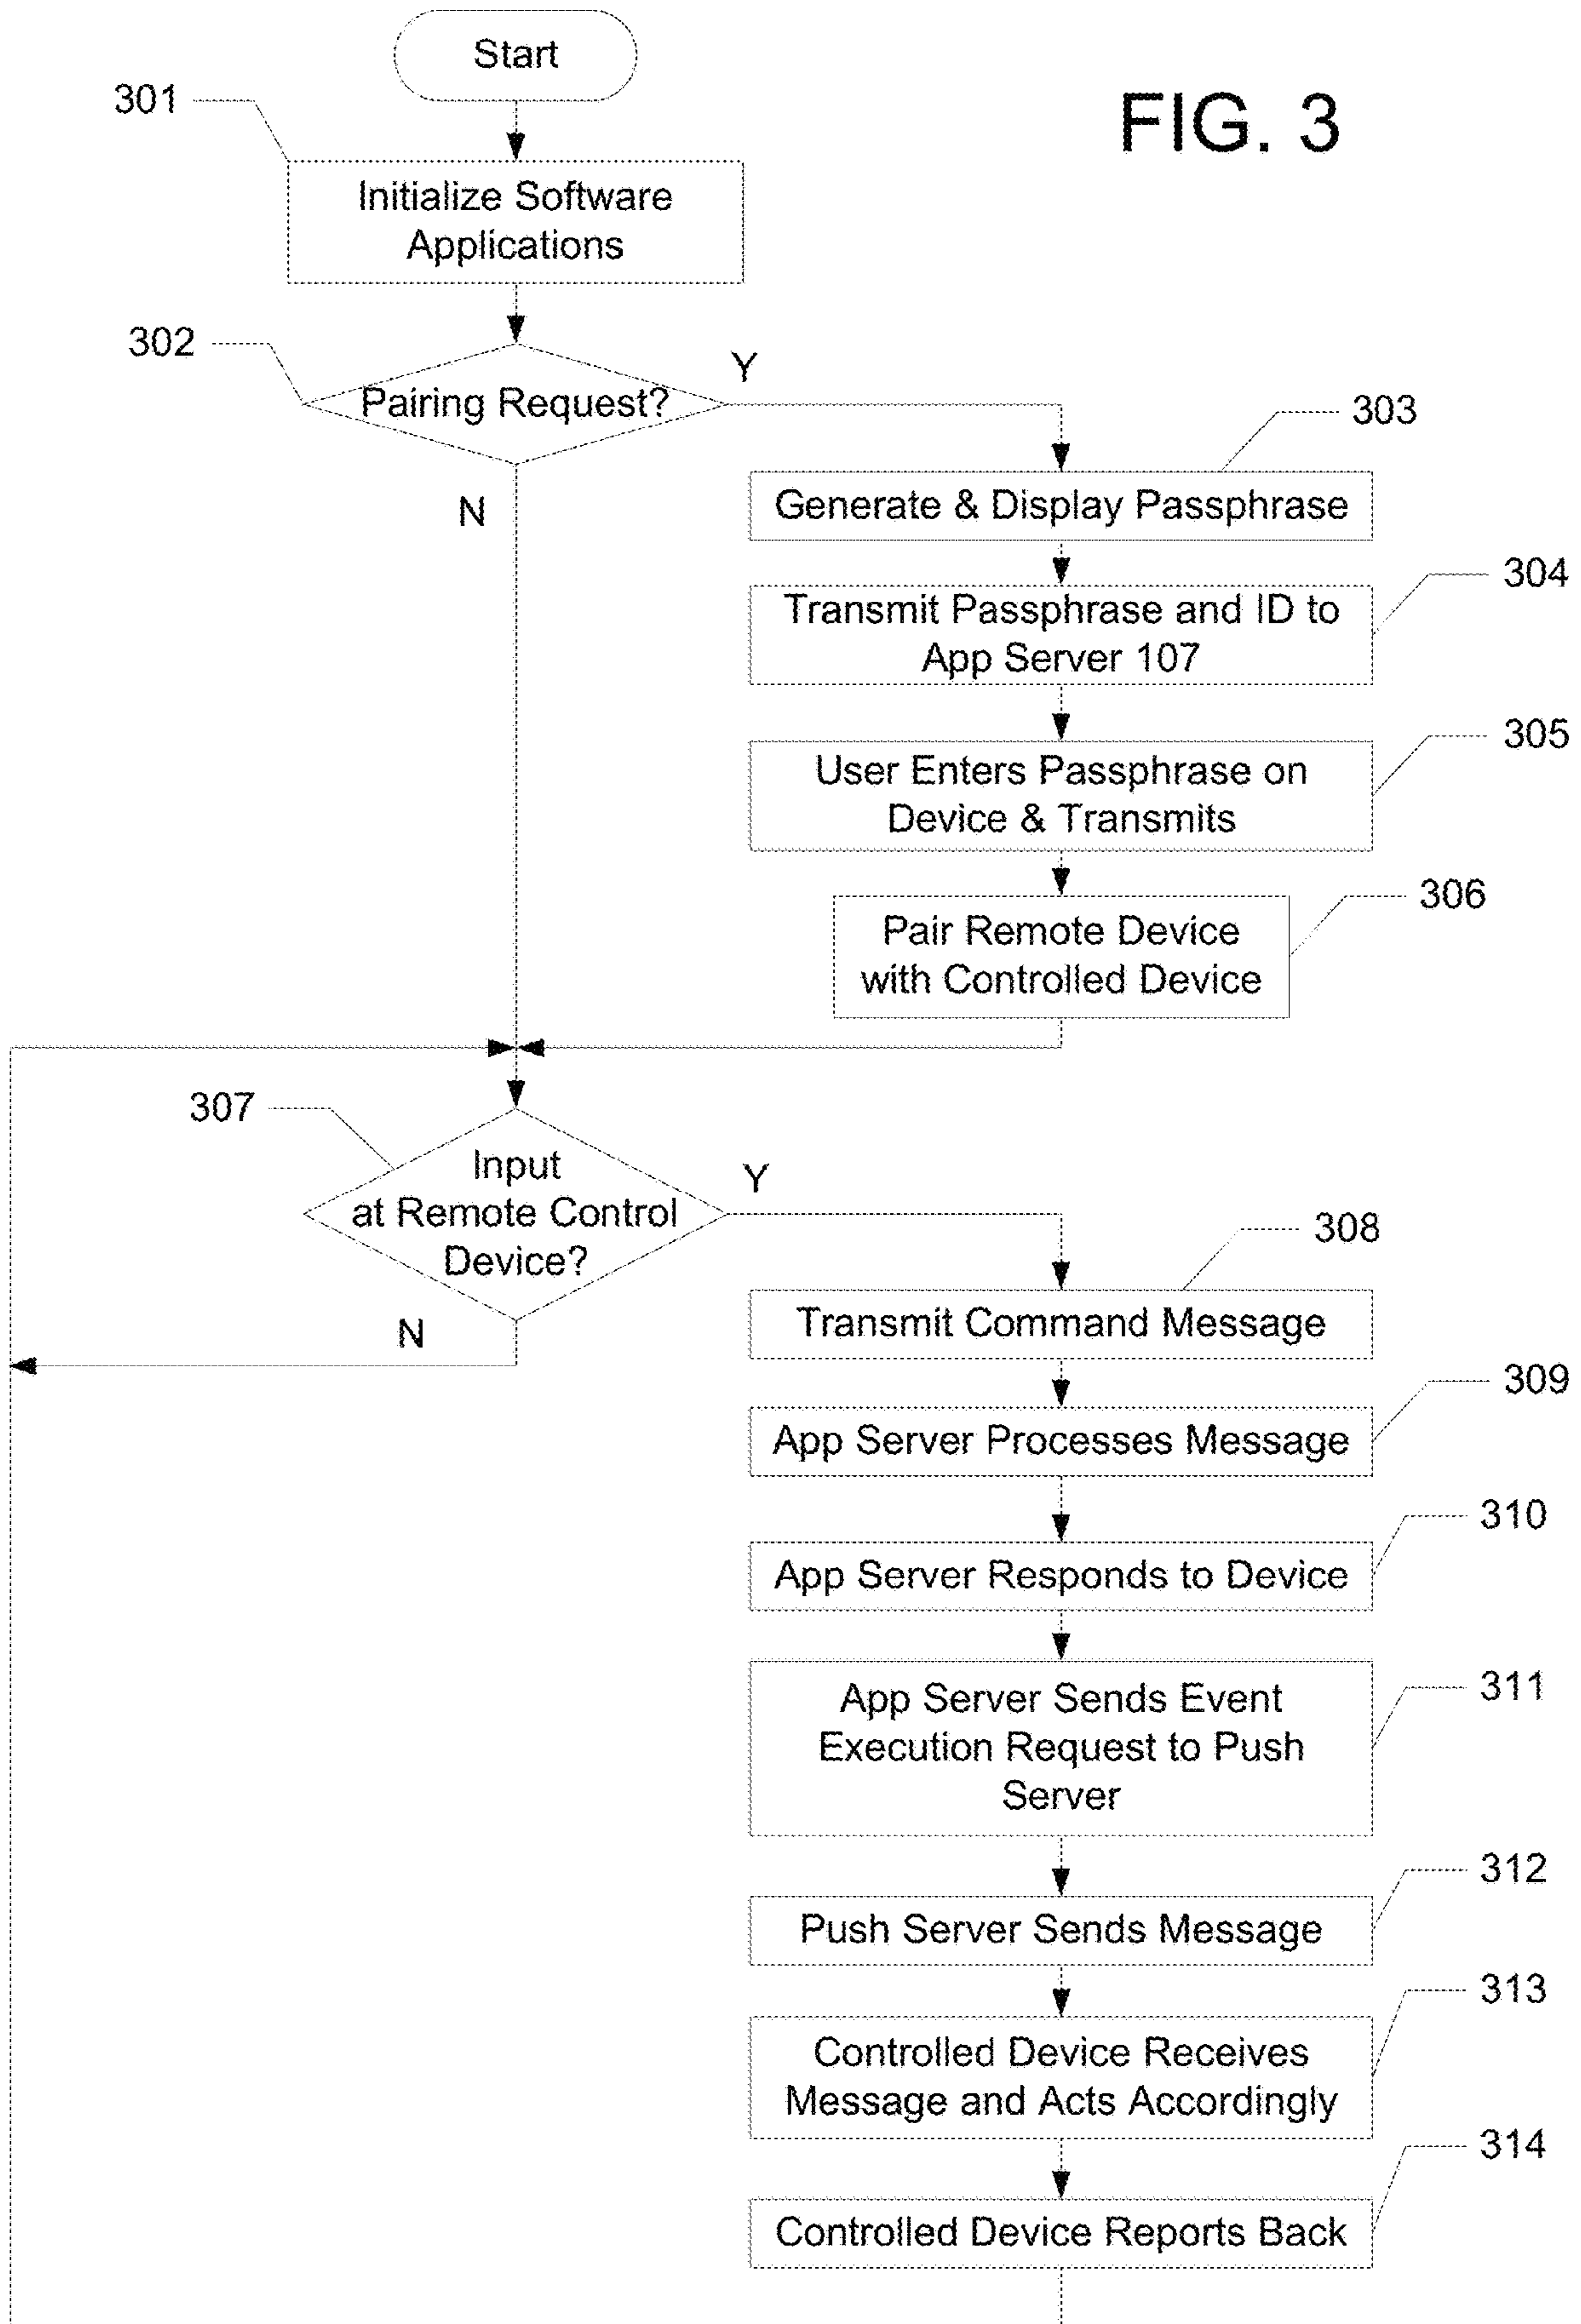 Start
FIG. 3
301
Initialize Software
Applications
302
Pairing Request?
Y
N
303
Generate & Display Passphrase
304
Transmit Passphrase and ID to
App Server 107
305
User Enters Passphrase on
Device & Transmits
306
Pair Remote Device
with Controlled Device
307
Input
at Remote Control
Device?
Y
N
308
Transmit Command Message
309
App Server Processes Message
310
App Server Responds to Device
311
App Server Sends Event
Execution Request to Push
Server
312
Push Server Sends Message
313
Controlled Device Receives
Message and Acts Accordingly
314
Controlled Device Reports Back